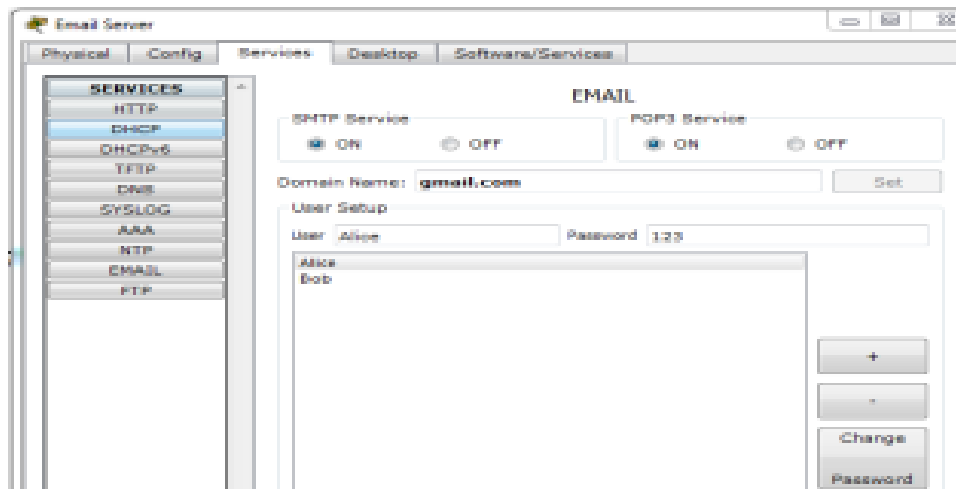 Email Server
Physical Config Services Desktop Software/Services
SERVICES
HTTP
DHCP
DHCPv6
TFTP
DNS
SYSLOG
AAA
NTP
EMAIL
FTP
EMAIL
SMTP Service
ON OFF
POP3 Service
ON OFF
Domain Name: gmail.com Set
User Setup
User Alice Password 123
Alice
Bob
+
-
Change
Password